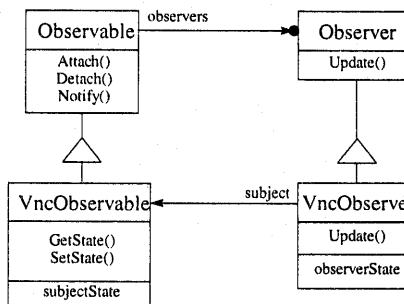 observers
Observable
Observer
Attach()
Detach()
Notify()
Update()
subject
VncObservable
VncObserve
GetState()
SetState()
Update()
subjectState
observerState